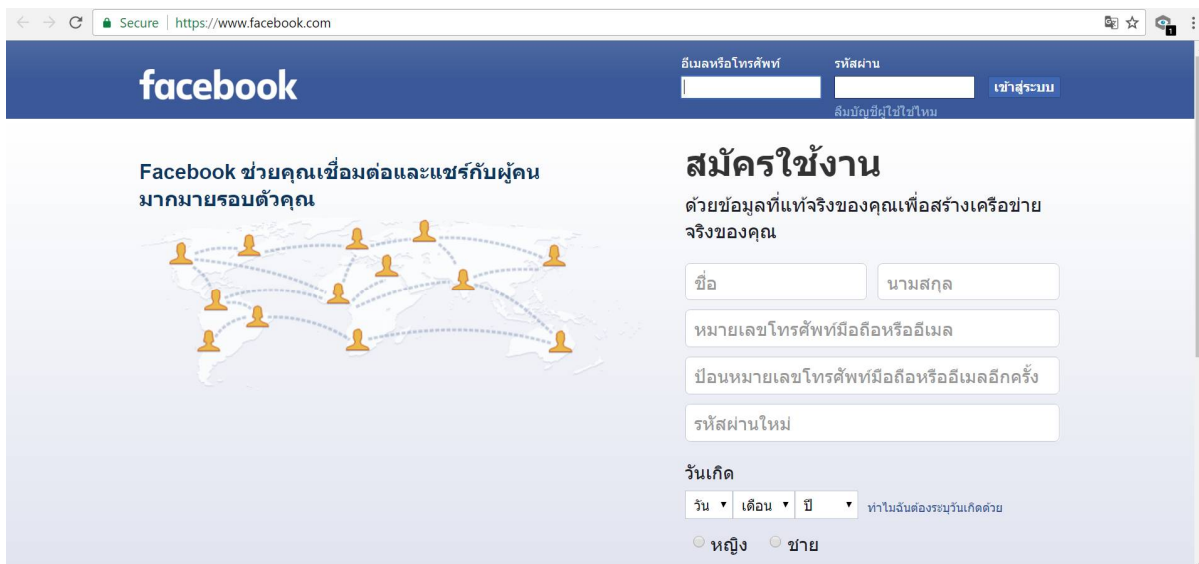 Secure | https://www.facebook.com
1
facebook
อีเมลหรือโทรศัพท์ รหัสผ่าน
เข้าสู่ระบบ
ลืมบัญชีผู้ใช้ใช่ไหม
Facebook ช่วยคุณเชื่อมต่อและแชร์กับผู้คน
มากมายรอบตัวคุณ
สมัครใช้งาน
ด้วยข้อมูลที่แท้จริงของคุณเพื่อสร้างเครือข่าย
จริงของคุณ
ชื่อ นามสกุล
หมายเลขโทรศัพท์มือถือหรืออีเมล
ป้อนหมายเลขโทรศัพท์มือถือหรืออีเมลอีกครั้ง
รหัสผ่านใหม่
วันเกิด
วัน เดือน ปี ทำไมฉันต้องระบุวันเกิดด้วย
หญิง ชาย